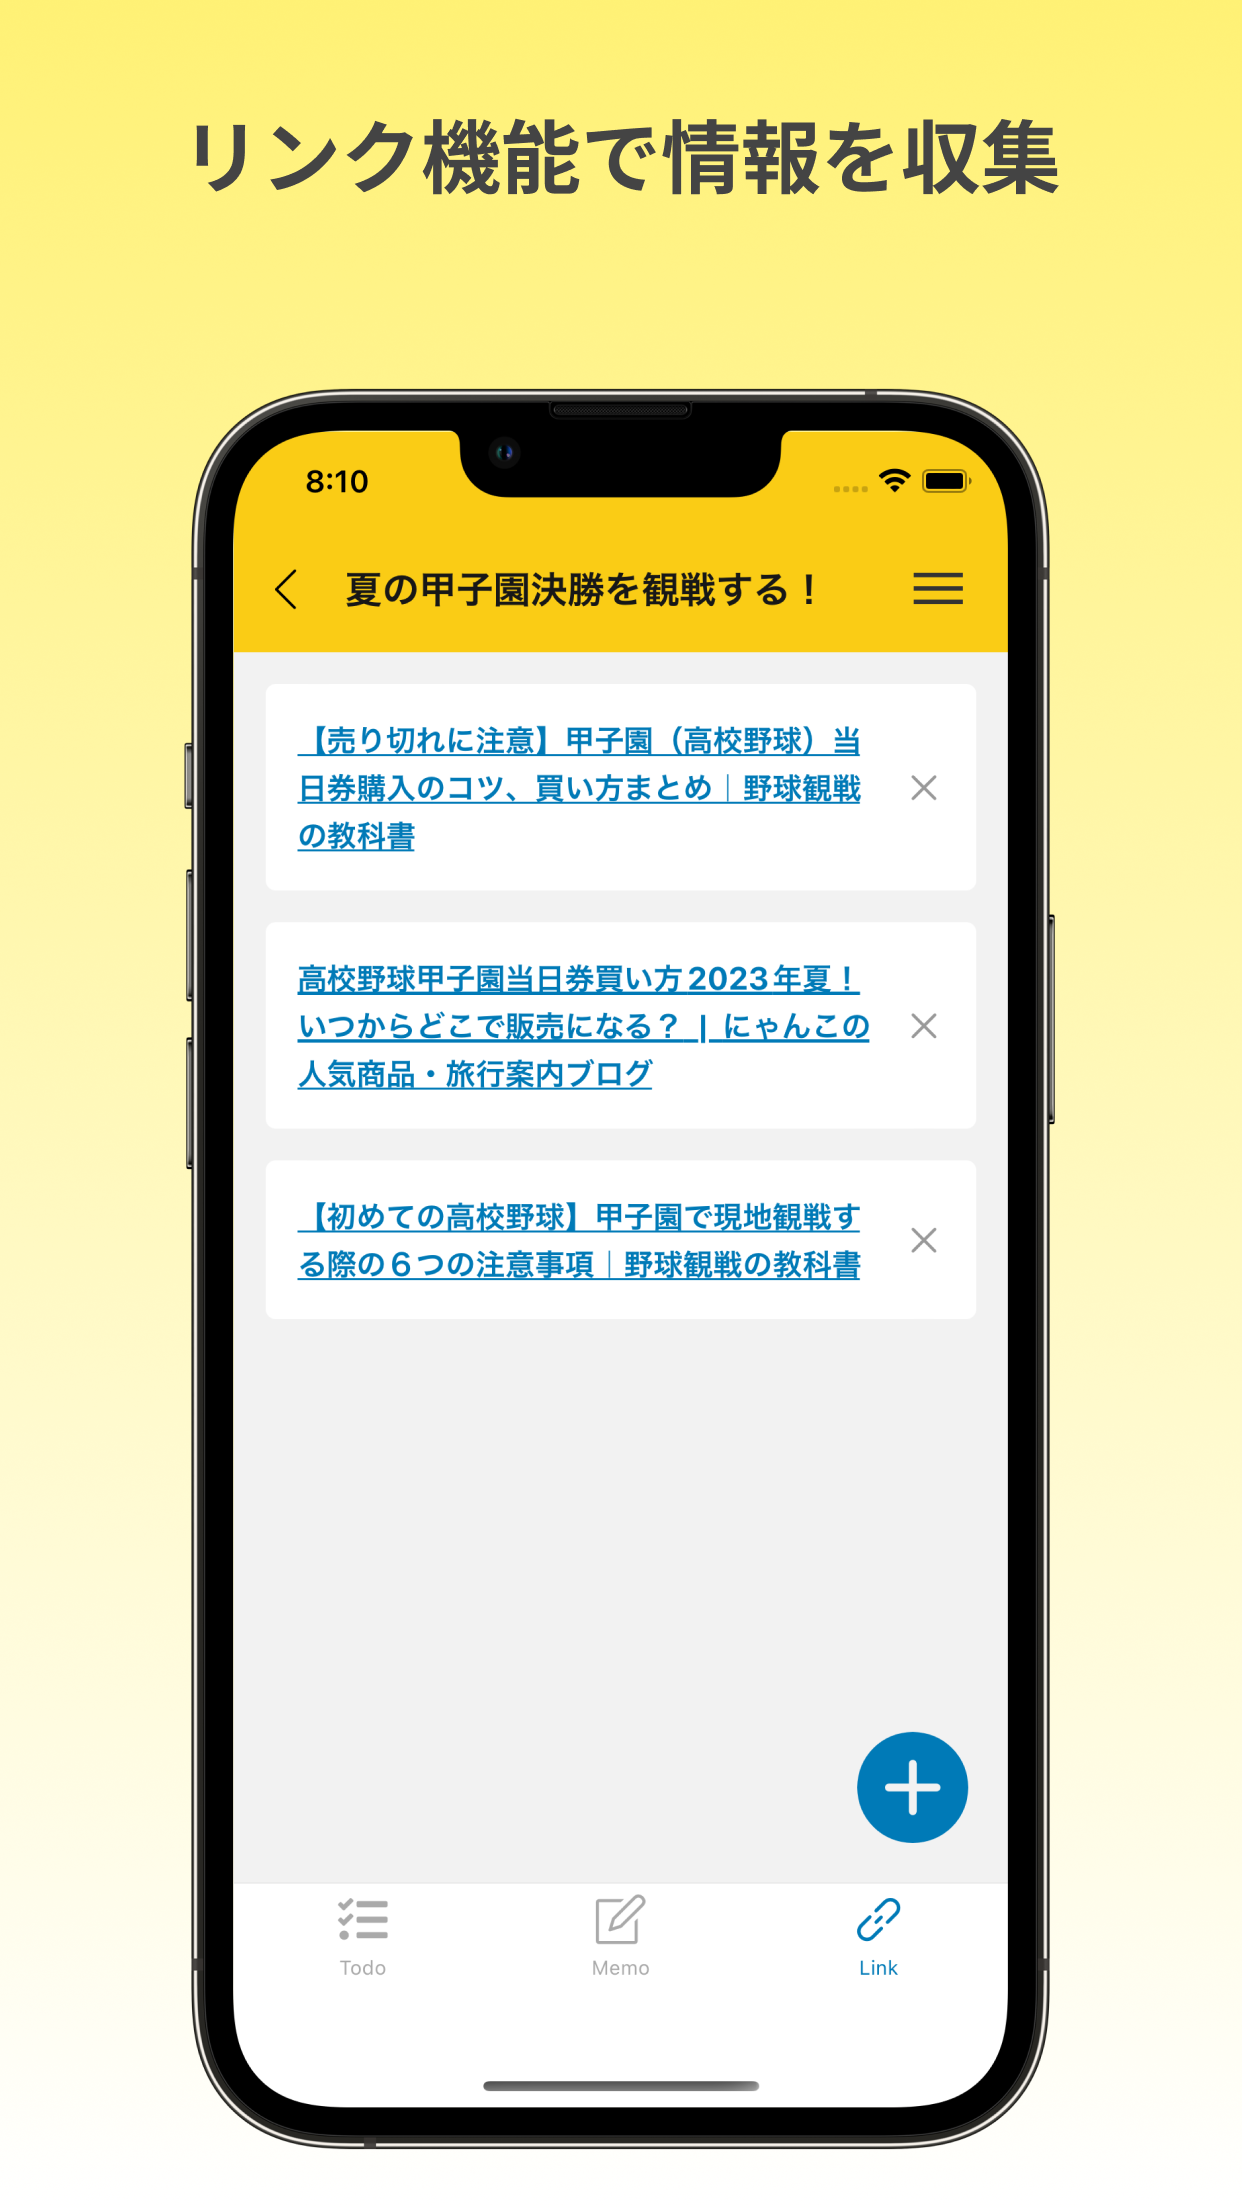 リンク機能で情報を収集
8:10
夏の甲子園決勝を観戦する！
【売り切れに注意】甲子園（高校野球）当
日券購入のコツ、買い方まとめ｜野球観戦
の教科書
高校野球甲子園当日券買い方2023年夏！
いつからどこで販売になる？ | にゃんこの
人気商品・旅行案内ブログ
【初めての高校野球】甲子園で現地観戦す
る際の６つの注意事項｜野球観戦の教科書
Todo
Memo
Link